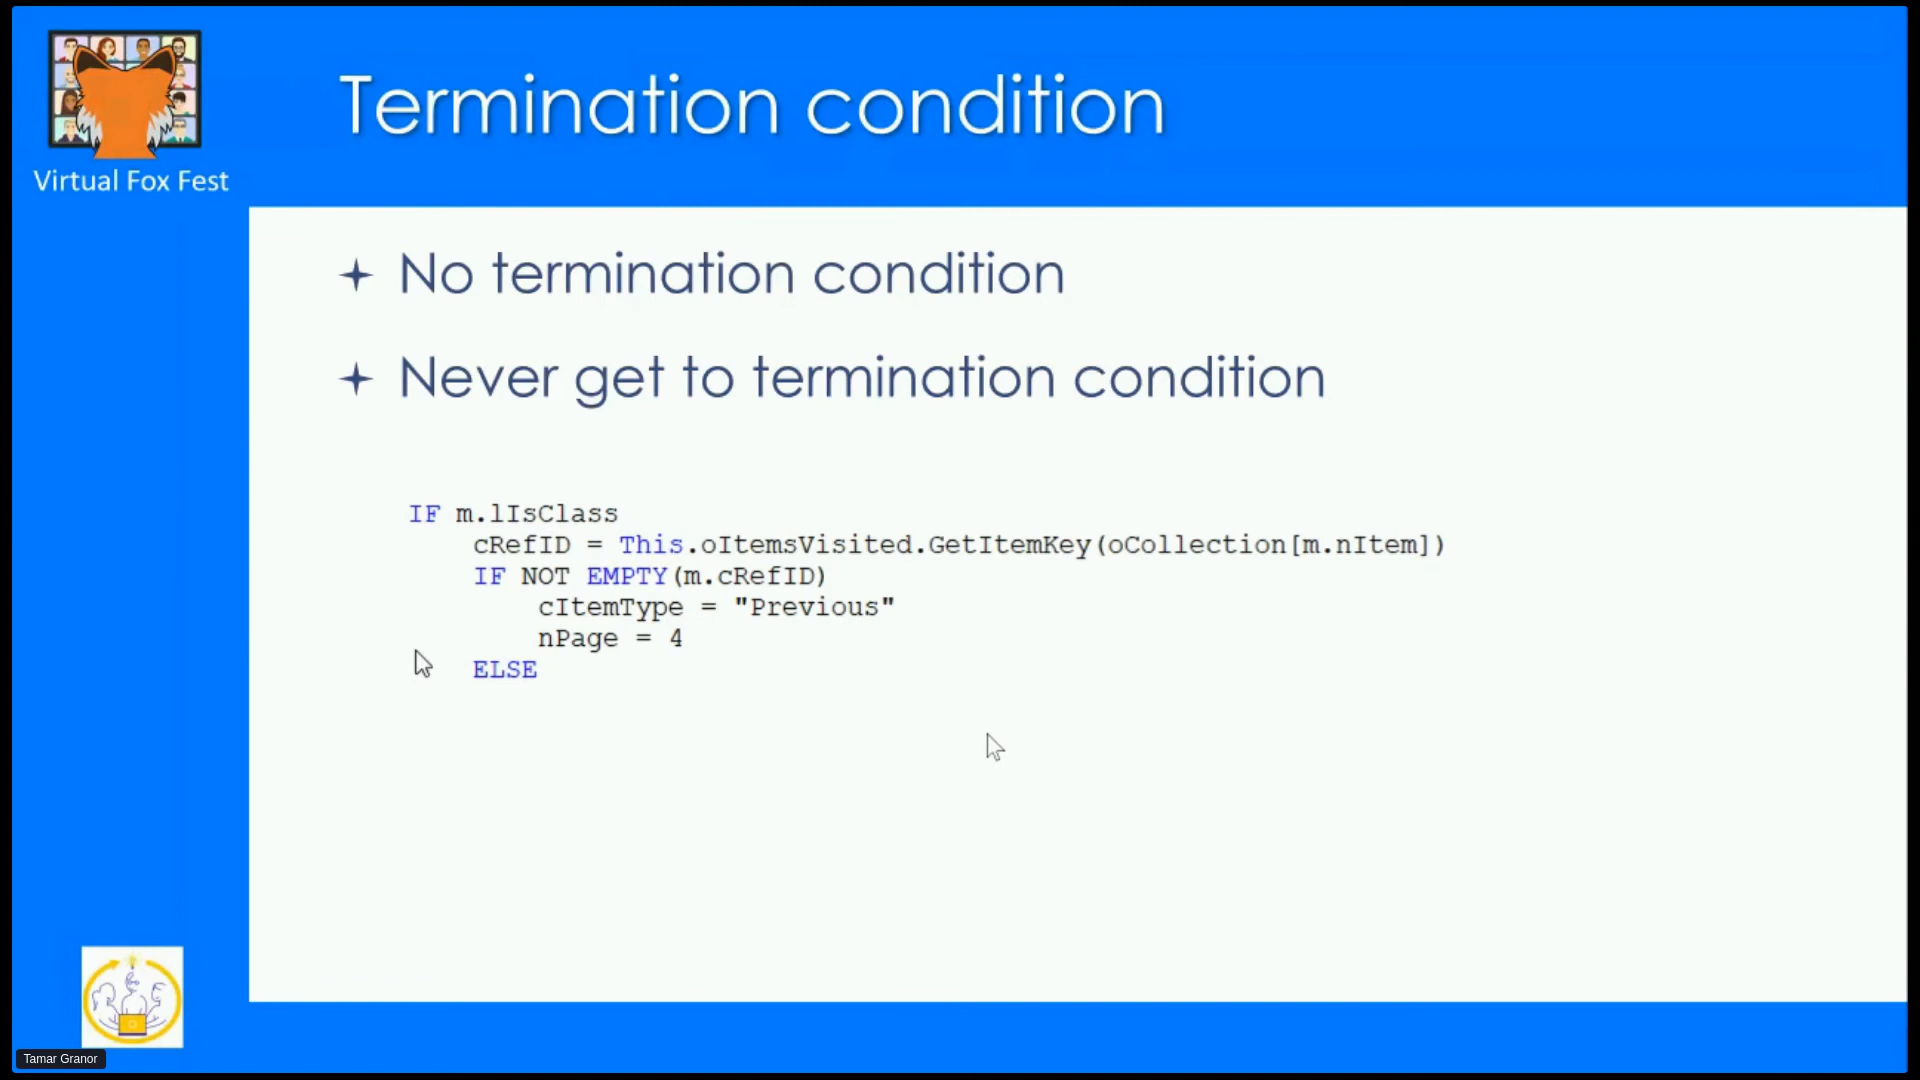 Termination condition
Virtual Fox Fest
No termination condition
Never get to termination condition
IF m.lIsClass
cRefID = This.oItemsVisited.GetItemKey(oCollection[m.nItem])
IF NOT EMPTY(m.cRefID)
cItemType = "Previous"
nPage = 4
ELSE
Tamar Granor